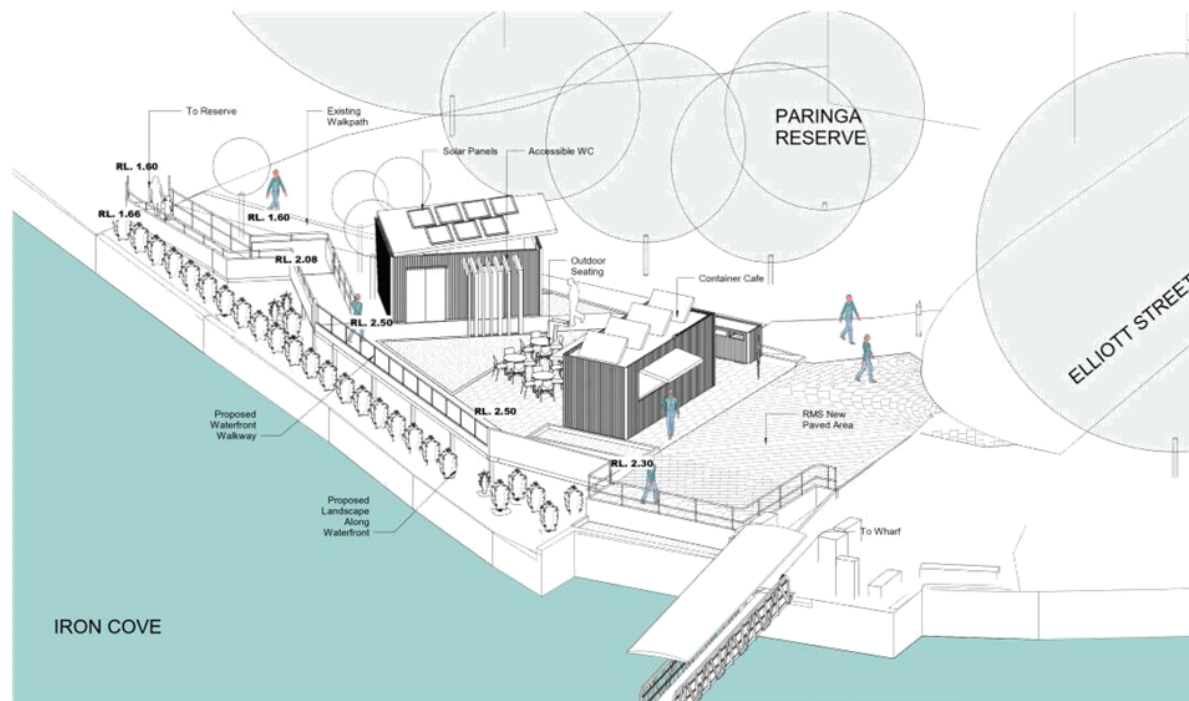 PARINGA
RESERVE
To Reserve
Existing
Walkpath
Solar Panels
Accessible WC
RL. 1.60
RL. 1.66
RL. 1.60
RL. 2.08
Outdoor
Seating
Container Cafe
ELLIOTT STREET
RL. 2.50
RL. 2.50
Proposed
Waterfront
Walkway
RMS New
Paved Area
RL. 2.30
Proposed
Landscape
Along
Waterfront
To Wharf
IRON COVE